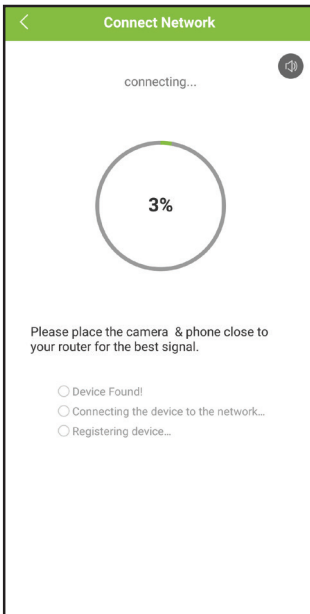 Connect Network
connecting...
3%
Please place the camera & phone close to
your router for the best signal.
Device Found!
Connecting the device to the network...
Registering device...